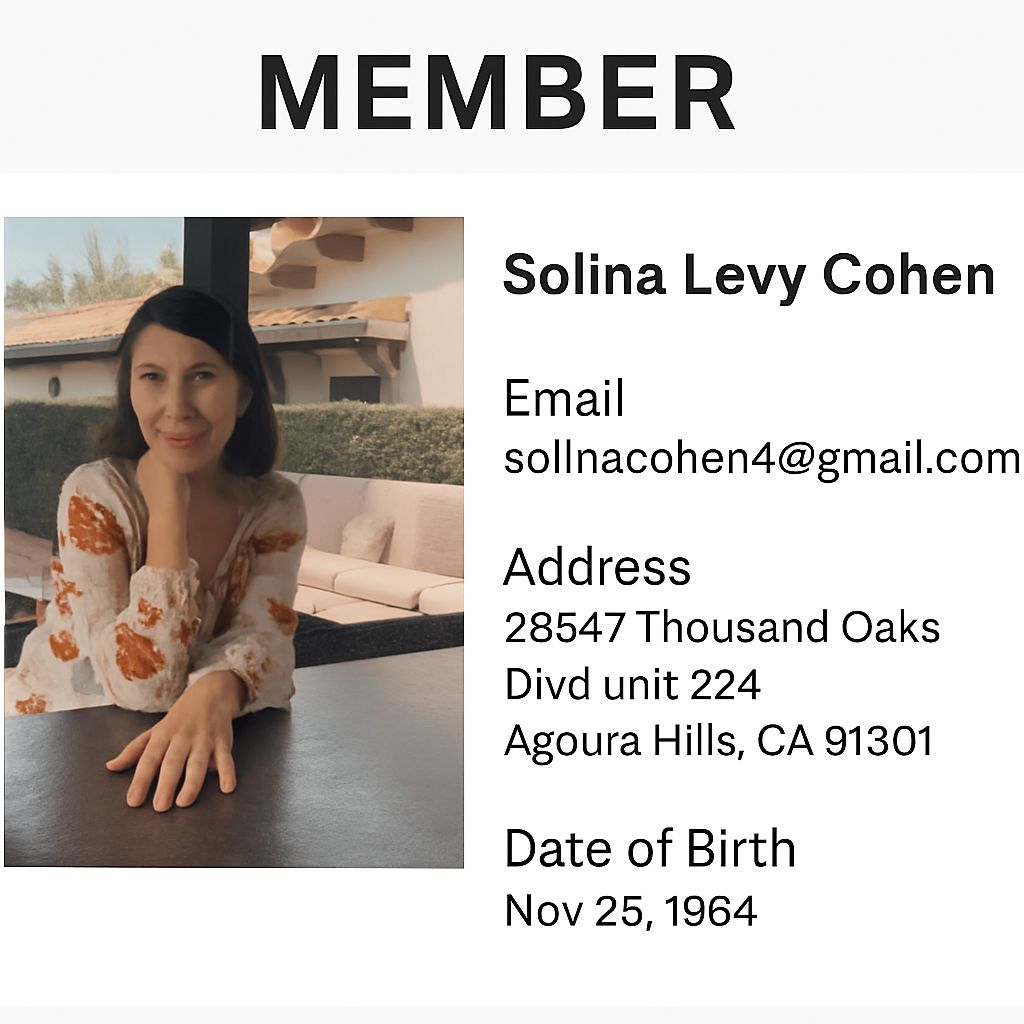 MEMBER
Solina Levy Cohen
Email
sollnacohen4@gmail.com
Address
28547 Thousand Oaks
Divd unit 224
Agoura Hills, CA 91301
Date of Birth
Nov 25, 1964